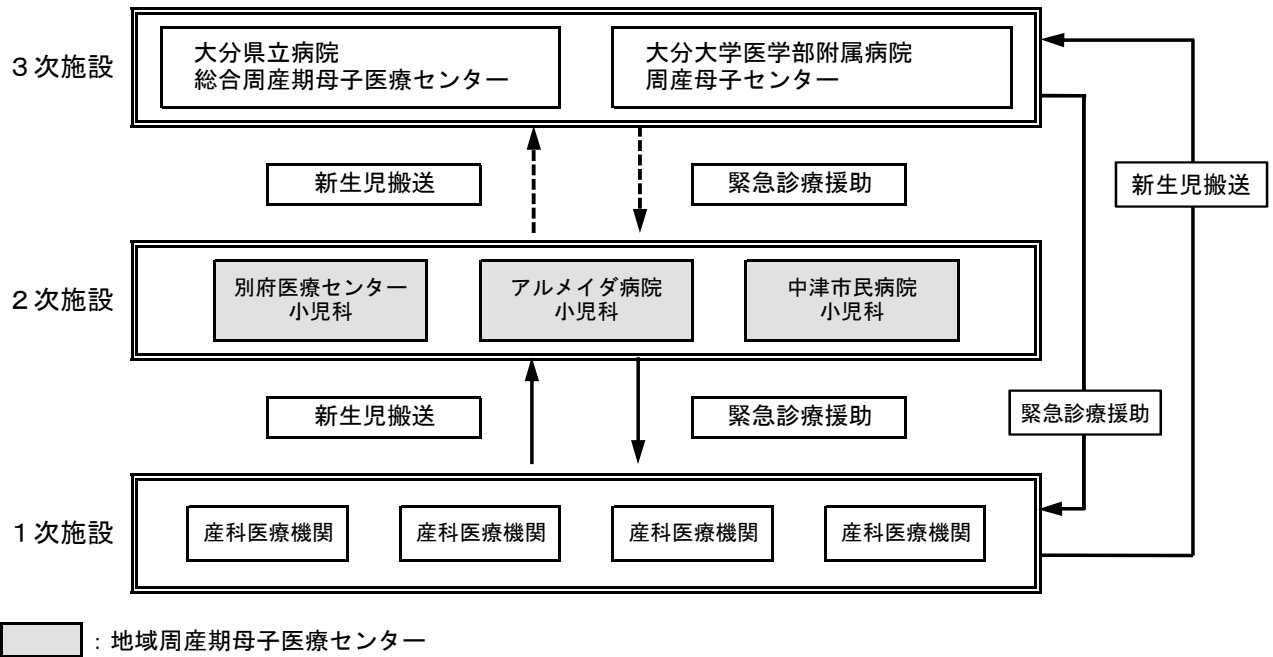 3次施設
大分県立病院
総合周産期母子医療センター
大分大学医学部附属病院
周産母子センター
新生児搬送
緊急診療援助
新生児搬送
2次施設
別府医療センター
小児科
アルメイダ病院
小児科
中津市民病院
小児科
新生児搬送
緊急診療援助
緊急診療援助
1次施設
産科医療機関
産科医療機関
産科医療機関
産科医療機関
：地域周産期母子医療センター